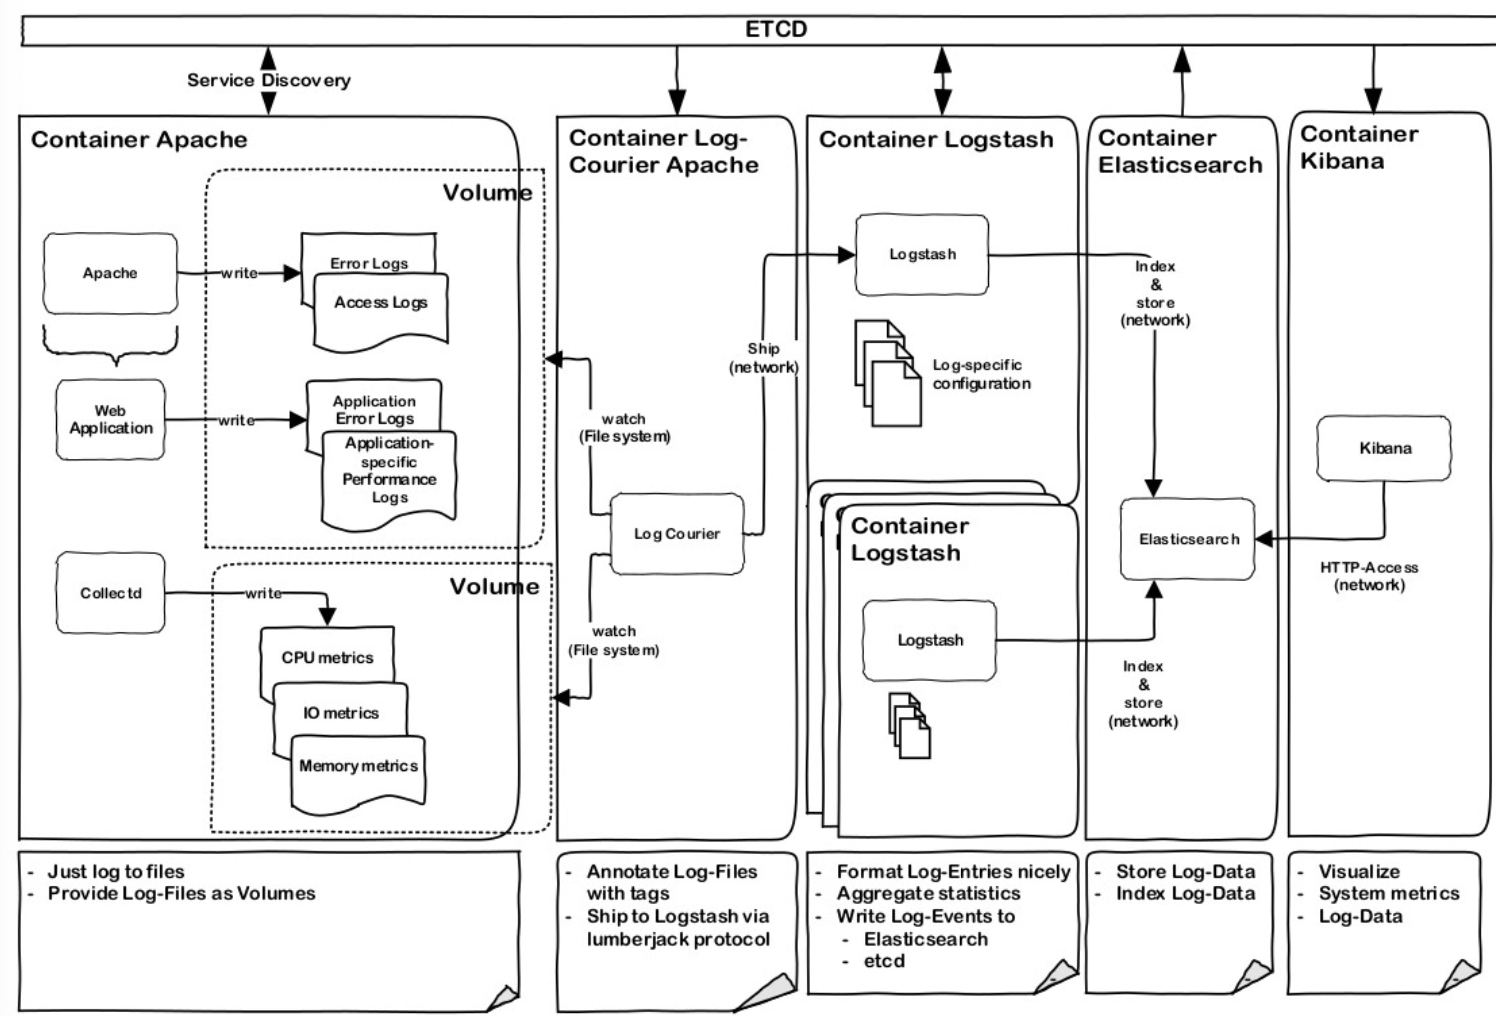 ETCD
Service Discovery
Container Apache
Volume
Apache
write
Error Logs
Access Logs
Web
Application
write
Application
Error Logs
Application-
specific
Performance
Logs
Volume
Collectd
write
CPU metrics
IO metrics
Memory metrics
Container Log-
Courier Apache
watch
(File system)
Log Courier
watch
(File system)
Ship
(network)
Container Logstash
Logstash
Log-specific
configuration
Container
Logstash
Logstash
Container
Elasticsearch
Index
&
store
(network)
Elasticsearch
Index
&
store
(network)
Container
Kibana
Kibana
HTTP-Access
(network)
- Just log to files
- Provide Log-Files as Volumes
- Annotate Log-Files
with tags
- Ship to Logstash via
lumberjack protocol
- Format Log-Entries nicely
- Aggregate statistics
- Write Log-Events to
- Elasticsearch
- etcd
- Store Log-Data
- Index Log-Data
- Visualize
- System metrics
- Log-Data